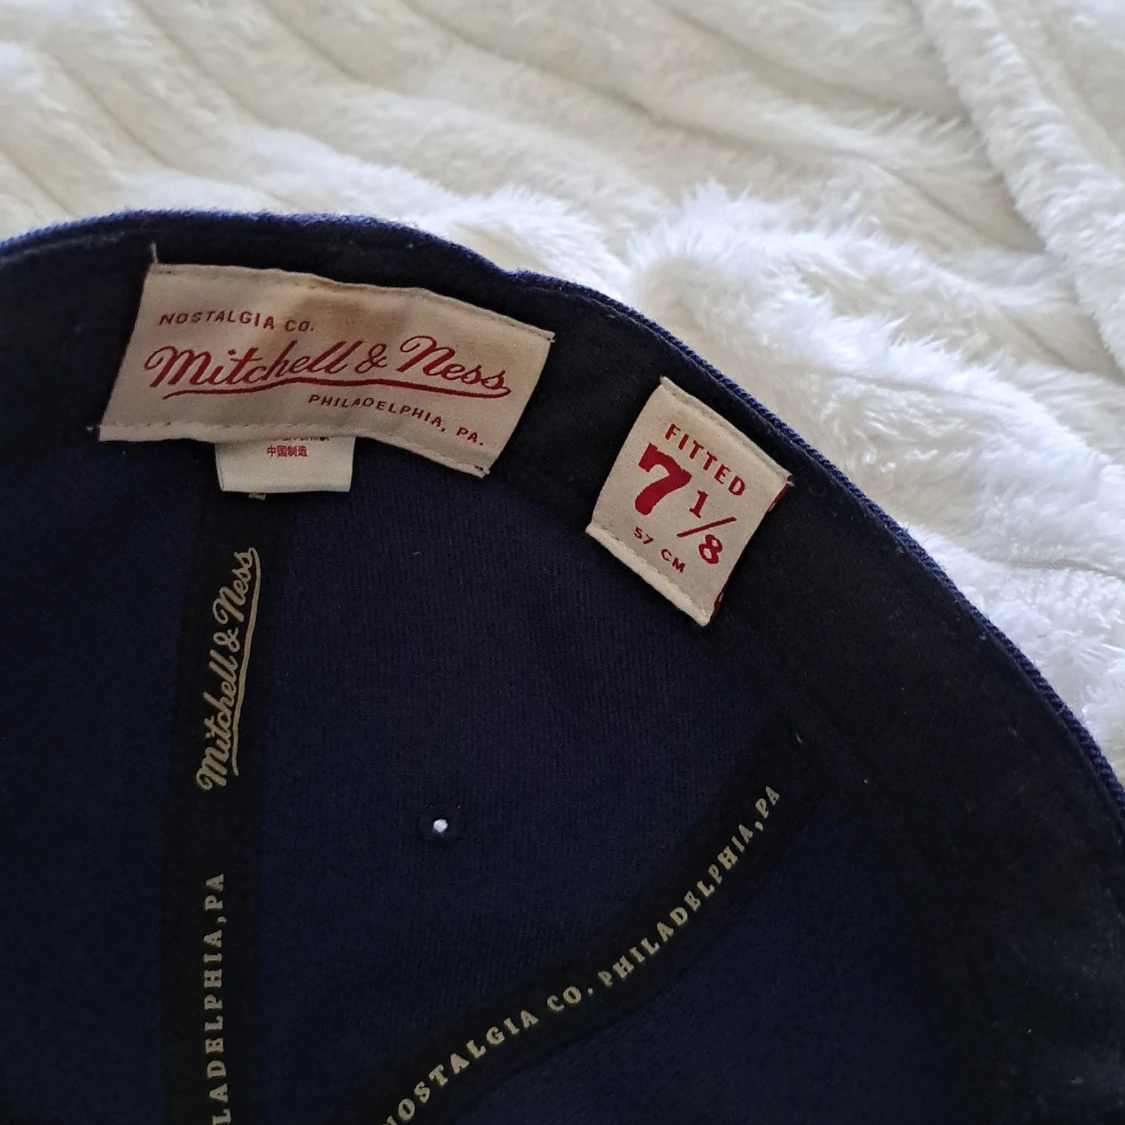 NOSTALGIA CO.
Mitchell & Ness
PHILADELPHIA, PA.
中国制造
FITTED
7 1/8
57 CM
Mitchell & Ness
LADELPHIA, PA
NOSTALGIA CO. PHILADELPHIA, PA